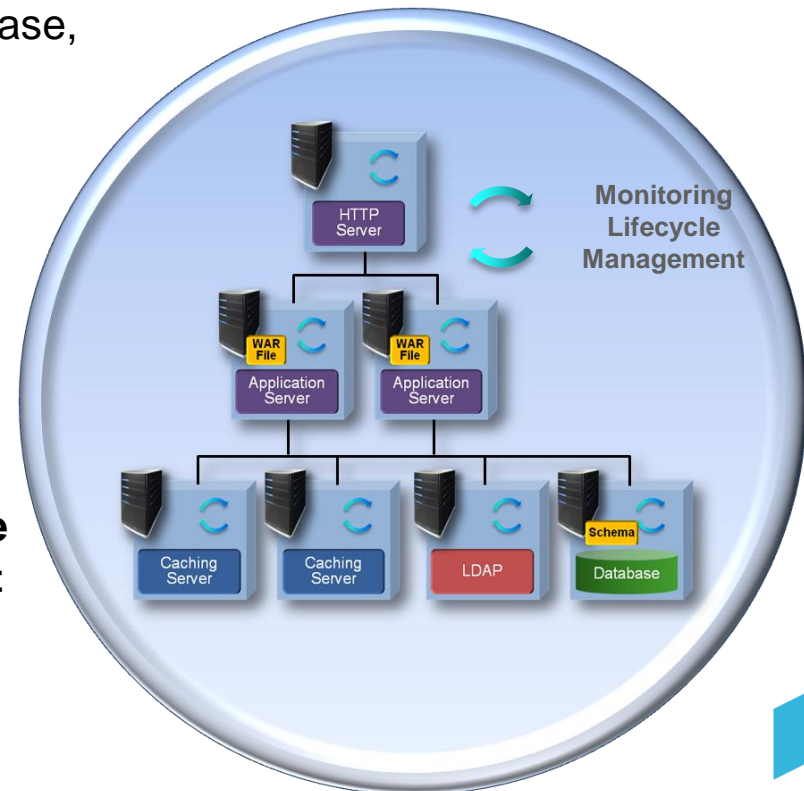 ase,
Monitoring
Lifecycle
Management
HTTP
Server
WAR
File
Application
Server
WAR
File
Application
Server
e
Caching
Server
Caching
Server
LDAP
Schema
Database